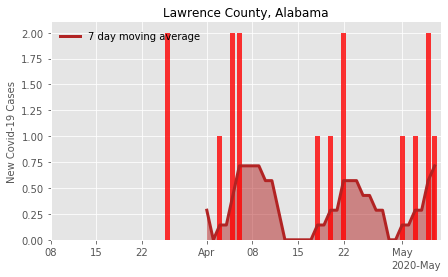 Lawrence County, Alabama
7 day moving average
New Covid-19 Cases
2.00
1.75
1.50
1.25
1.00
0.75
0.50
0.25
0.00
08 15 22 Apr 08 15 22 May
2020-May